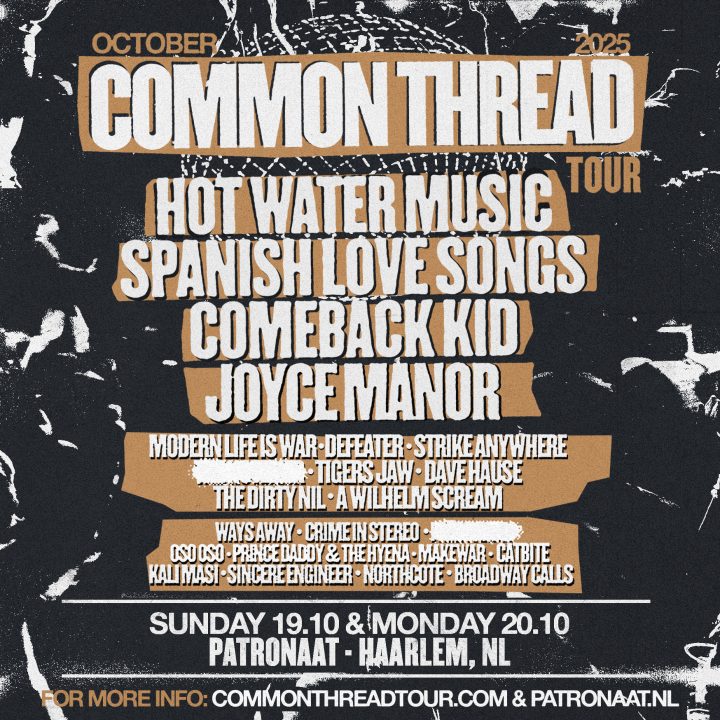 OCTOBER 2025
COMMON THREAD
TOUR
HOT WATER MUSIC
SPANISH LOVE SONGS
COMEBACK KID
JOYCE MANOR
MODERN LIFE IS WAR • DEFEATER • STRIKE ANYWHERE
• TIGERS JAW • DAVE HAUSE
THE DIRTY NIL • A WILHELM SCREAM
WAYS AWAY • CRIME IN STEREO •
OSO OSO • PRINCE DADDY & THE HYENA • MAKEWAR • CATBITE
KALI MASI • SINCERE ENGINEER • NORTHCOTE • BROADWAY CALLS
SUNDAY 19.10 & MONDAY 20.10
PATRONAAT - HAARLEM, NL
FOR MORE INFO: COMMONTHREADTOUR.COM & PATRONAAT.NL